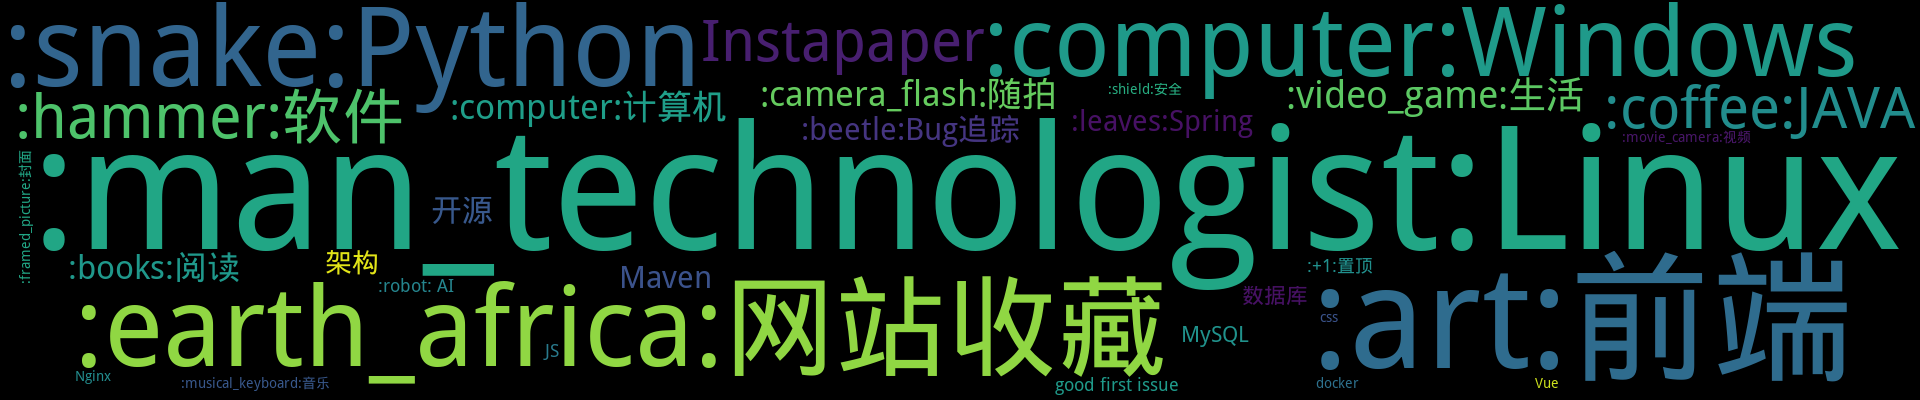 :snake:Python
Instapaper
:computer:Windows
:hammer:软件
:computer:计算机
:camera_flash:随拍
:shield:安全
:video_game:生活
:coffee:JAVA
:beetle:Bug追踪
:leaves:Spring
:movie_camera:视频
:framed_picture:封面
:man_technologist:Linux
开源
:books:阅读
架构
:robot: AI
Maven
:+1:置顶
数据库
:earth_africa:网站收藏
:art:前端
css
MySQL
JS
Nginx
:musical_keyboard:音乐
good first issue
docker
Vue